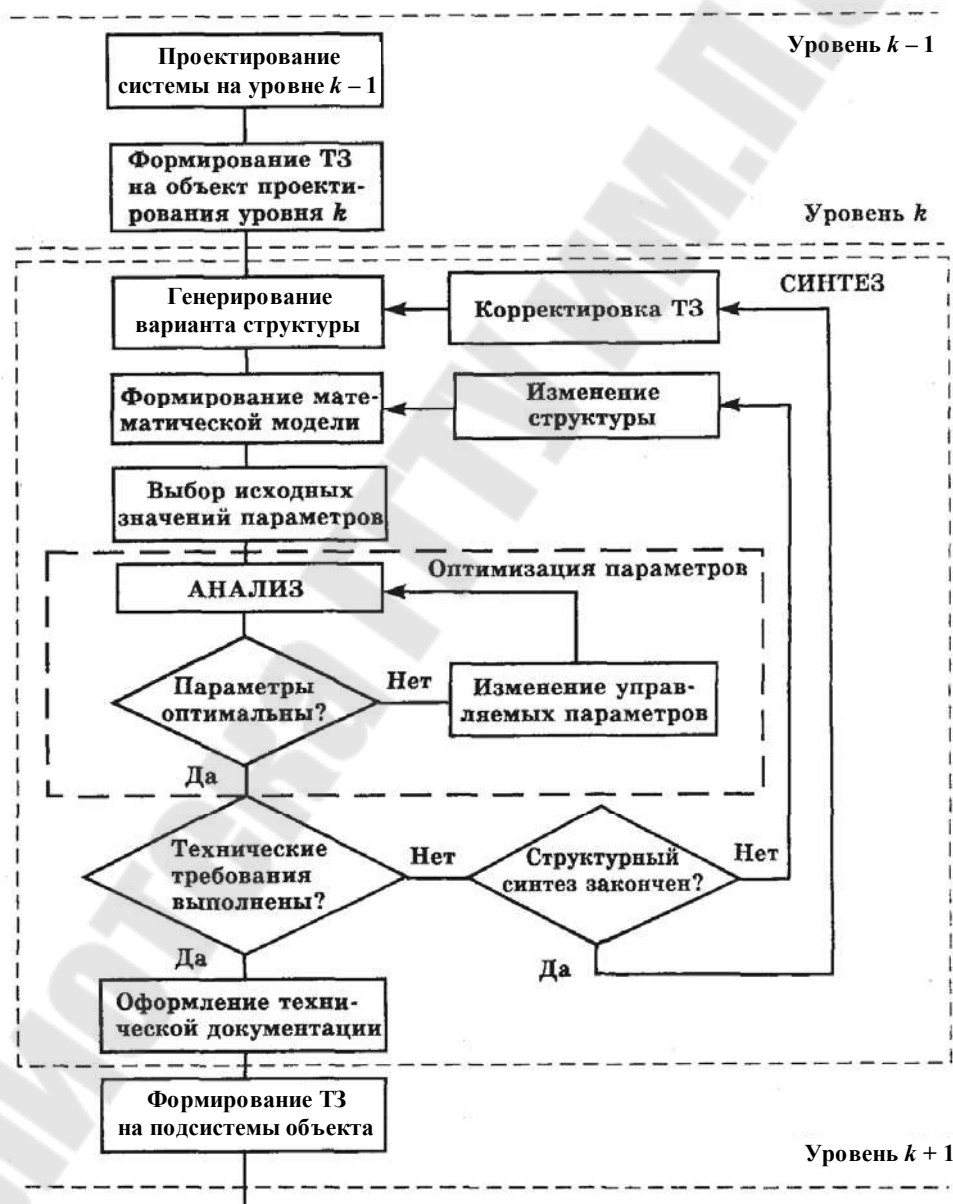 Уровень k – 1
Проектирование
системы на уровне k – 1
Формирование ТЗ
на объект проекти-
рования уровня k
Уровень k
СИНТЕЗ
Генерирование
варианта структуры
Корректировка ТЗ
Формирование мате-
матической модели
Изменение
структуры
Выбор исходных
значений параметров
Оптимизация параметров
АНАЛИЗ
Параметры
оптимальны?
Нет
Изменение управ-
ляемых параметров
Да
Технические
требования
выполнены?
Нет
Структурный
синтез закончен?
Нет
Да
Да
Оформление техни-
ческой документации
Формирование ТЗ
на подсистемы объекта
Уровень k + 1